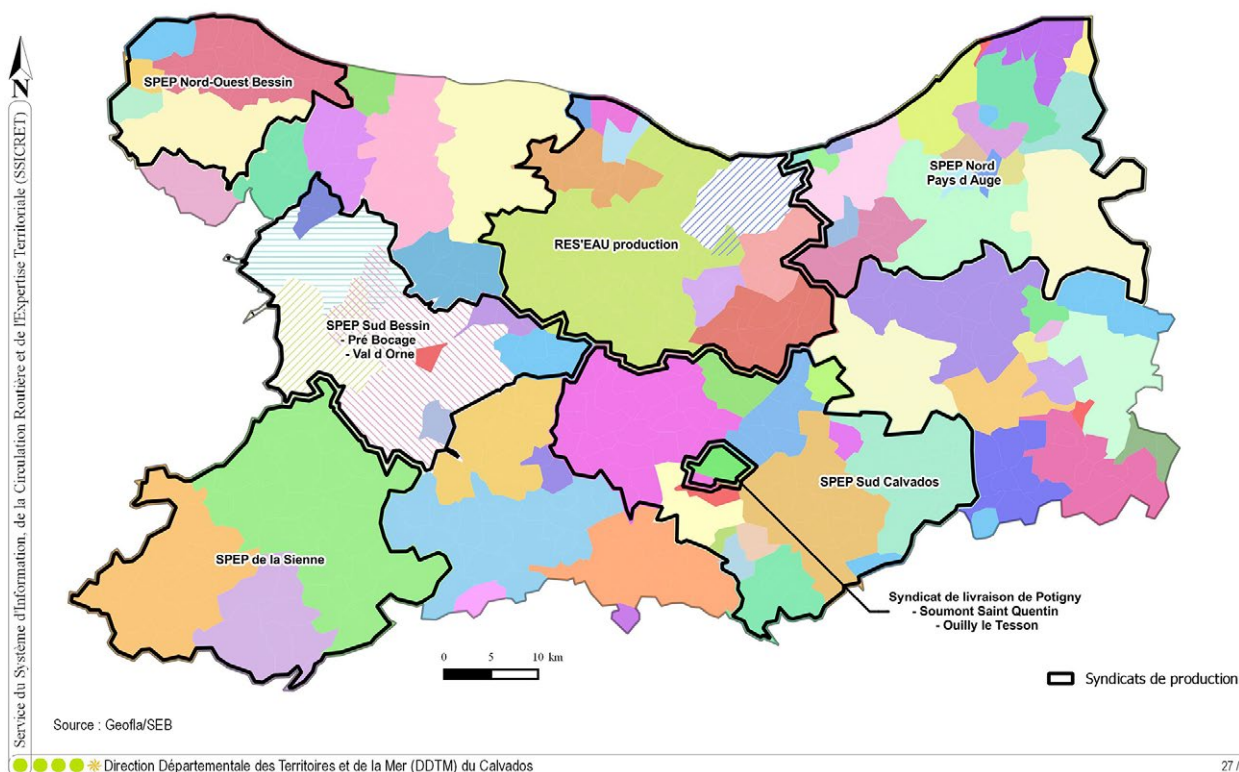 N
Service du Système d'Information, de la Circulation Routière et de l'Expertise Territoriale (SSICRET)
SPEP Nord-Ouest Bessin
SPEP Nord
Pays d Auge
RES'EAU production
SPEP Sud Bessin
- Pré Bocage
- Val d Orne
SPEP Sud Calvados
SPEP de la Sienne
Syndicat de livraison de Potigny
- Soumont Saint Quentin
- Ouilly le Tesson
0 5 10 km
Syndicats de production
Source : Geofla/SEB
Direction Départementale des Territoires et de la Mer (DDTM) du Calvados
27/